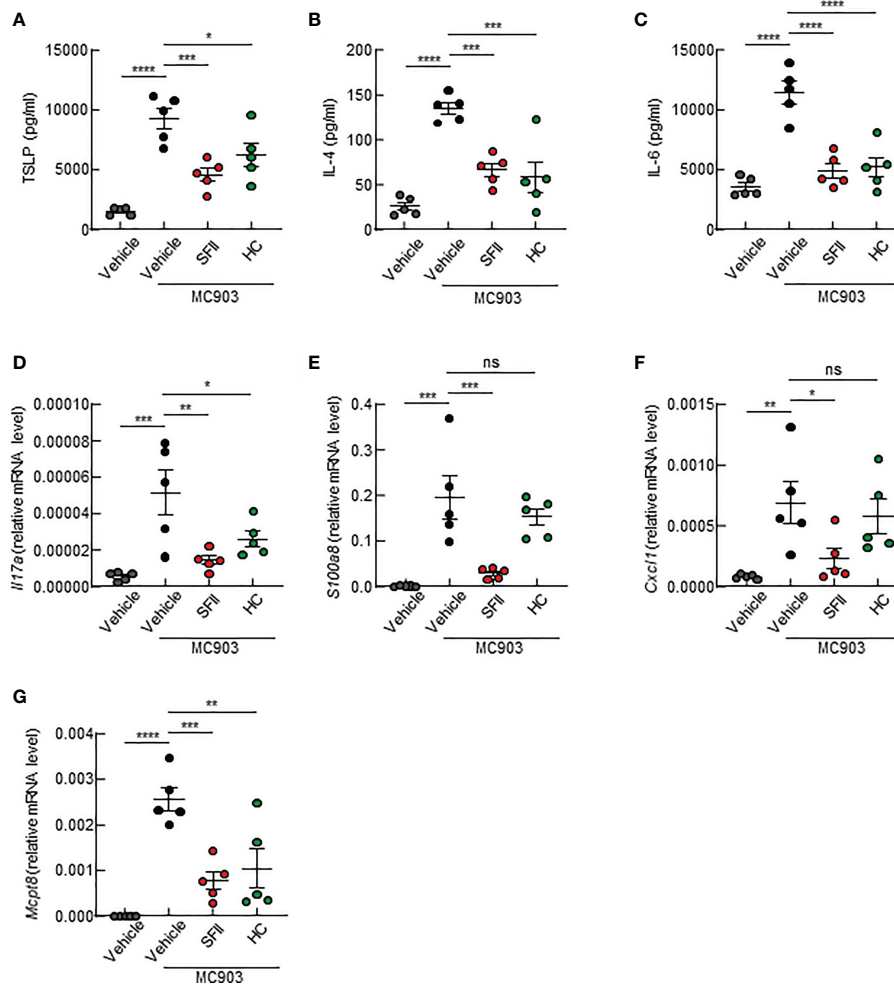 A
TSLP (pg/ml)
15000
10000
5000
0
****
***
*
Vehicle
Vehicle
SFII
HC
MC903
B
IL-4 (pg/ml)
200
150
100
50
0
****
***
***
Vehicle
Vehicle
SFII
HC
MC903
C
IL-6 (pg/ml)
15000
10000
5000
0
****
****
****
Vehicle
Vehicle
SFII
HC
MC903
D
Il17a (relative mRNA level)
0.00010
0.00008
0.00006
0.00004
0.00002
0.00000
***
**
*
Vehicle
Vehicle
SFII
HC
MC903
E
S100a8 (relative mRNA level)
0.4
0.3
0.2
0.1
0.0
***
***
ns
Vehicle
Vehicle
SFII
HC
MC903
F
Cxcl1 (relative mRNA level)
0.0015
0.0010
0.0005
0.0000
**
*
ns
Vehicle
Vehicle
SFII
HC
MC903
G
Mcpt8 (relative mRNA level)
0.004
0.003
0.002
0.001
0.000
****
***
**
Vehicle
Vehicle
SFII
HC
MC903